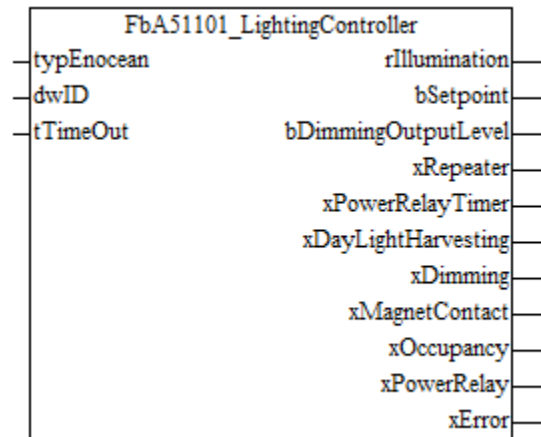 FbA51101_LightingController
typEnocean rIllumination
dwID bSetpoint
tTimeOut bDimmingOutputLevel
xRepeater
xPowerRelayTimer
xDayLightHarvesting
xDimming
xMagnetContact
xOccupancy
xPowerRelay
xError